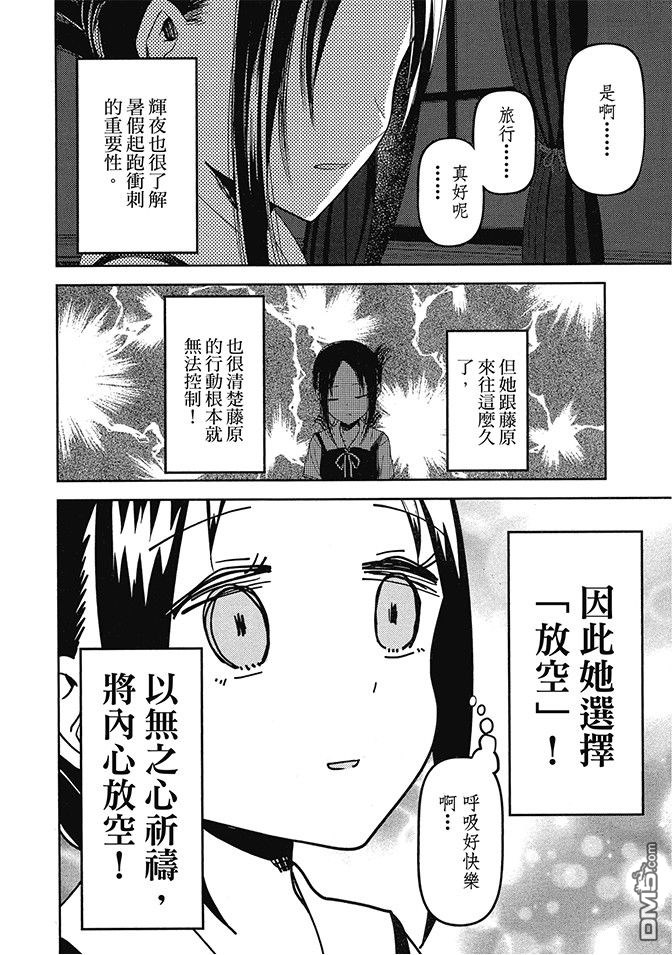 是啊……
旅行……
真好呢
輝夜也很了解
暑假起跑衝刺
的重要性。
但她跟藤原
來往這麼久
了，
也很清楚藤原
的行動根本就
無法控制！
因此她選擇
「放空」！
呼吸好快樂
啊……
以無之心祈禱，
將內心放空！
DM5.com